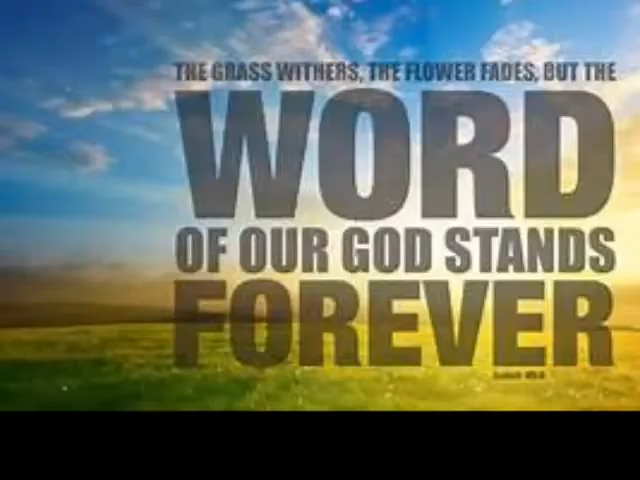 THE GRASS WITHERS, THE FLOWER FADES, BUT THE
WORD
OF OUR GOD STANDS
FOREVER